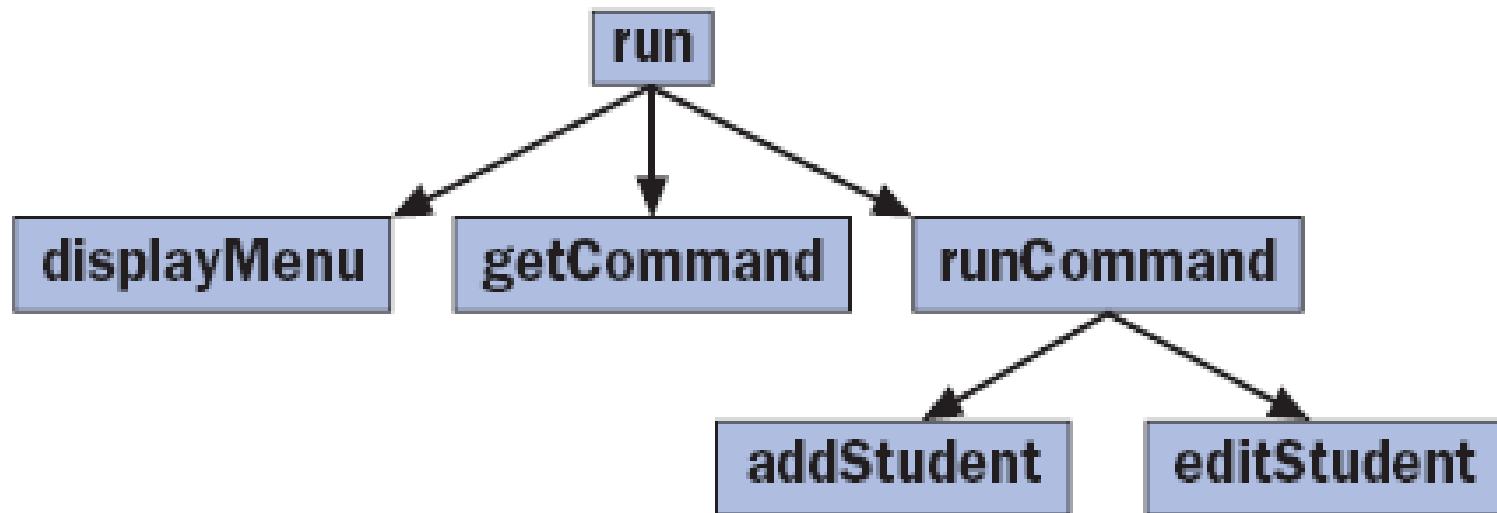 run
displayMenu
getCommand
runCommand
addStudent
editStudent